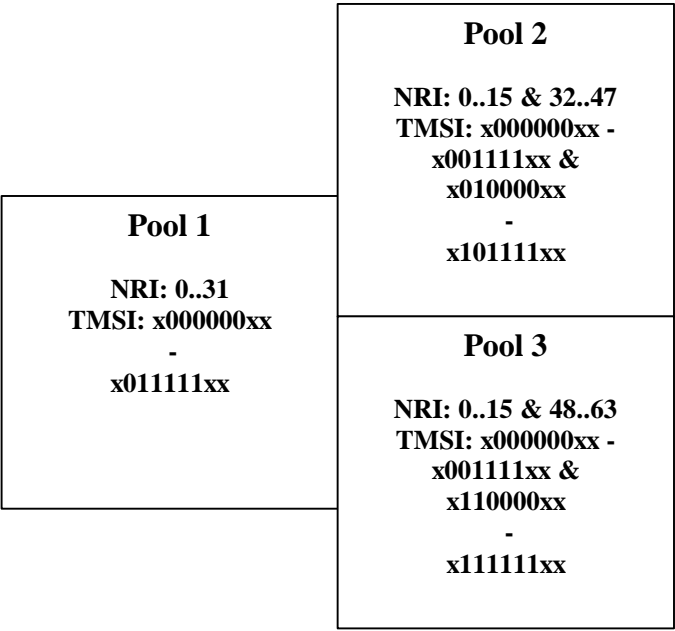 Pool 2
NRI: 0..15 & 32..47
TMSI: x000000xx -
x001111xx &
x010000xx
-
x101111xx
Pool 1
NRI: 0..31
TMSI: x000000xx
-
x011111xx
Pool 3
NRI: 0..15 & 48..63
TMSI: x000000xx -
x001111xx &
x110000xx
-
x111111xx